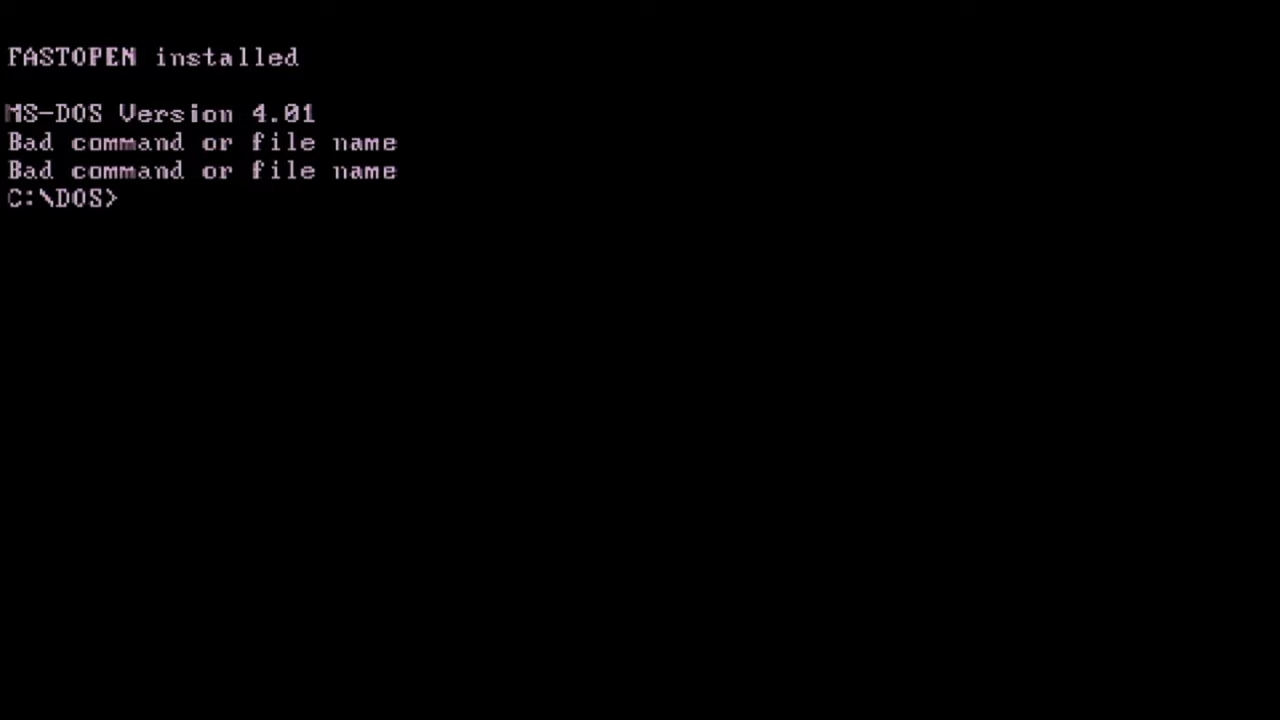 FASTOPEN installed
MS-DOS Version 4.01
Bad command or file name
Bad command or file name
C:\DOS>